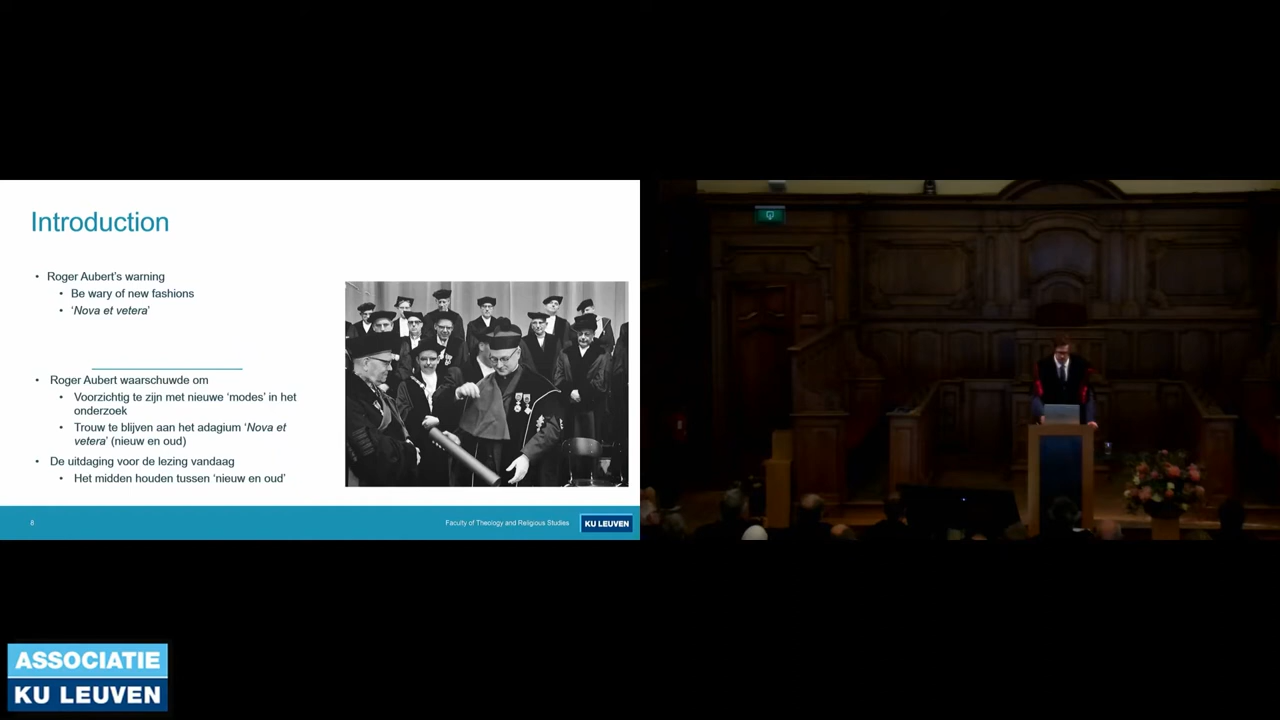 Introduction
• Roger Aubert's warning
• Be wary of new fashions
• 'Nova et vetera'
• Roger Aubert waarschuwde om
• Voorzichtig te zijn met nieuwe 'modes' in het
onderzoek
• Trouw te blijven aan het adagium 'Nova et
vetera' (nieuw en oud)
• De uitdaging voor de lezing vandaag
• Het midden houden tussen 'nieuw en oud'
8
Faculty of Theology and Religious Studies
KU LEUVEN
ASSOCIATIE
KU LEUVEN